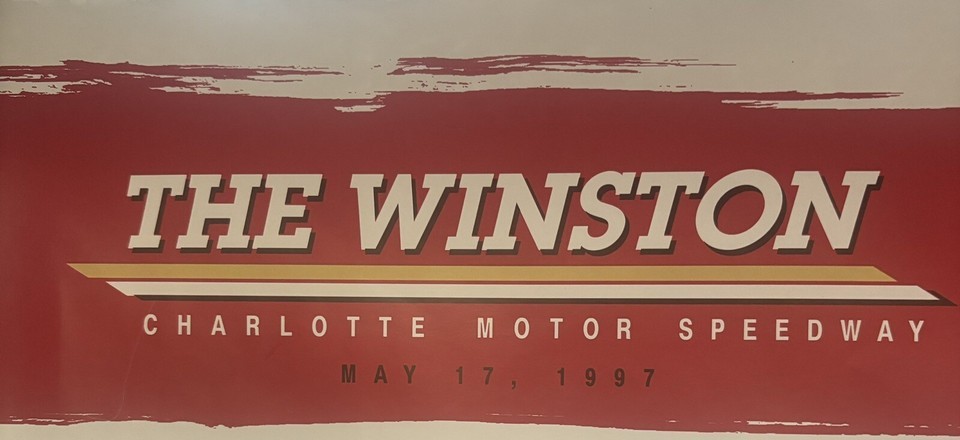 THE WINSTON
CHARLOTTE MOTOR SPEEDWAY
MAY 17, 1997